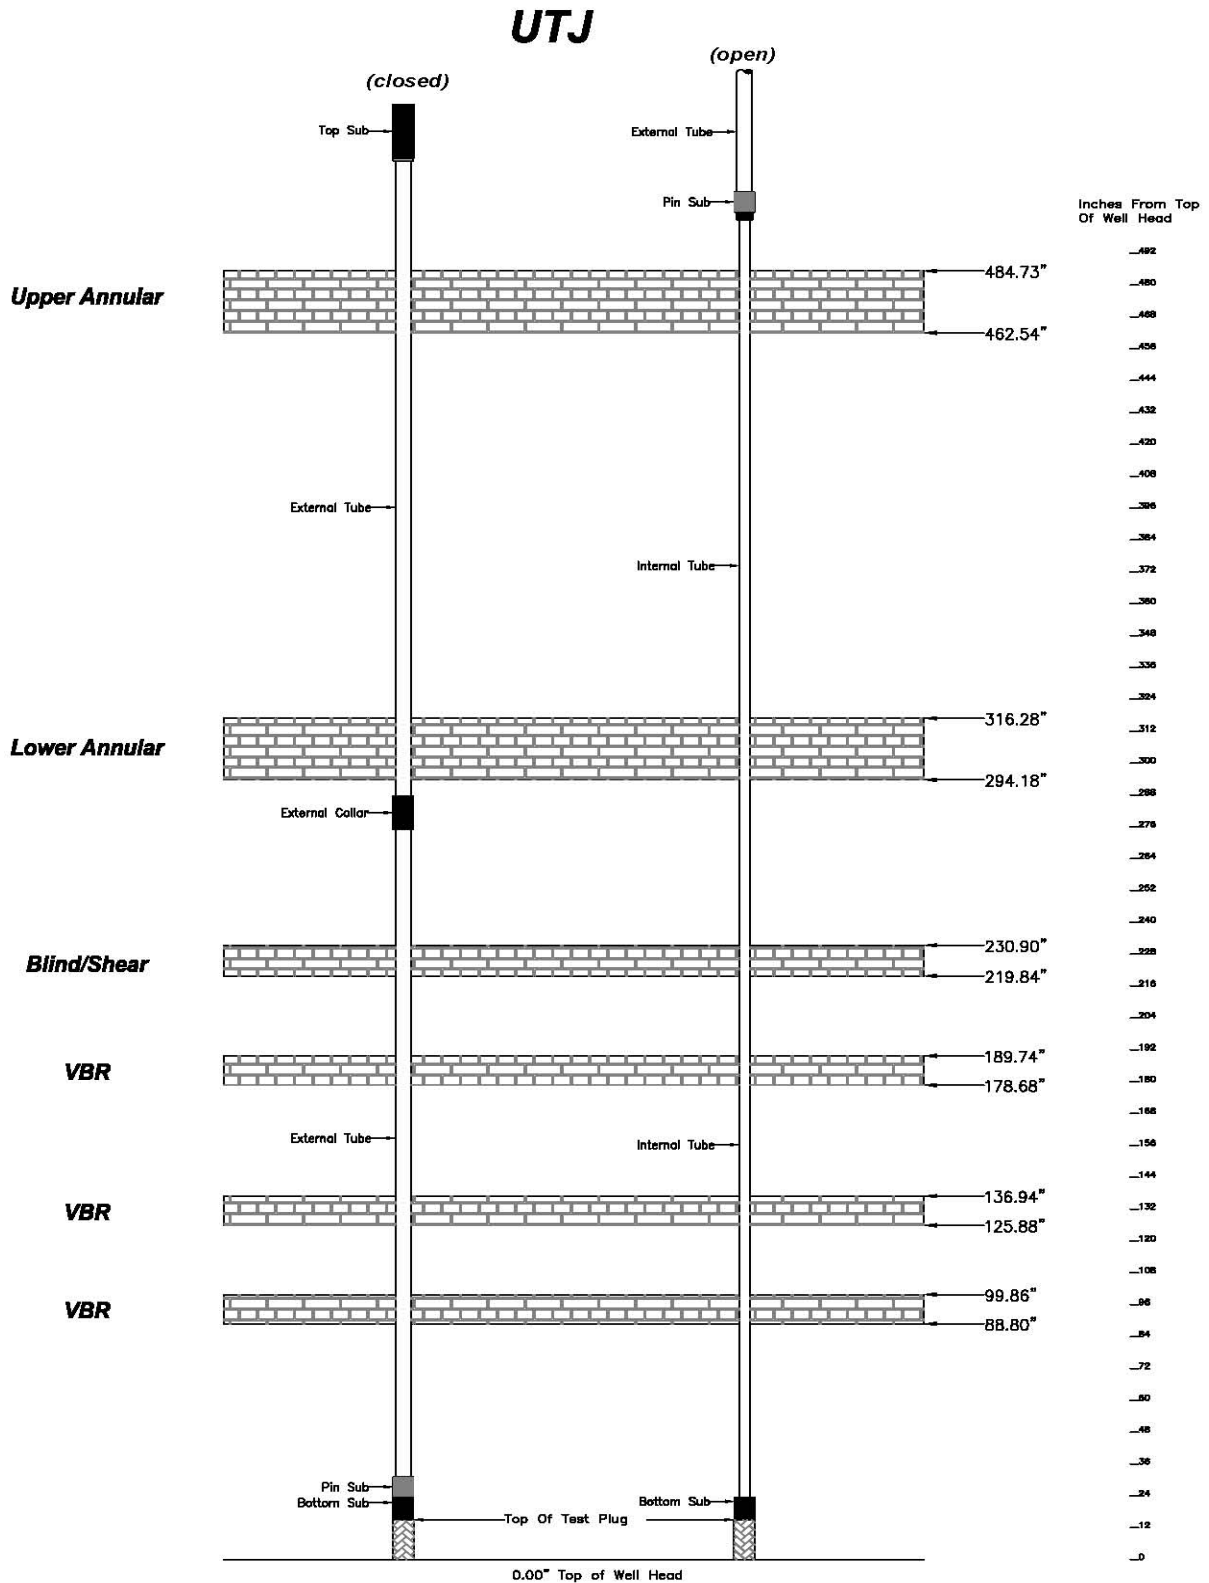 UTJ
(closed)
(open)
Top Sub
External Tube
Pin Sub
Inches From Top
Of Well Head
492
Upper Annular
484.73"
480
468
462.54"
456
444
432
420
408
External Tube
396
384
Internal Tube
372
360
348
336
324
316.28"
312
Lower Annular
300
294.18"
288
External Collar
276
264
252
240
230.90"
228
Blind/Shear
219.84"
216
204
192
189.74"
VBR
180
178.68"
168
External Tube
Internal Tube
156
144
136.94"
132
VBR
125.88"
120
108
99.86"
96
VBR
88.80"
84
72
60
48
36
Pin Sub
24
Bottom Sub
Bottom Sub
Top Of Test Plug
12
0
0.00" Top of Well Head